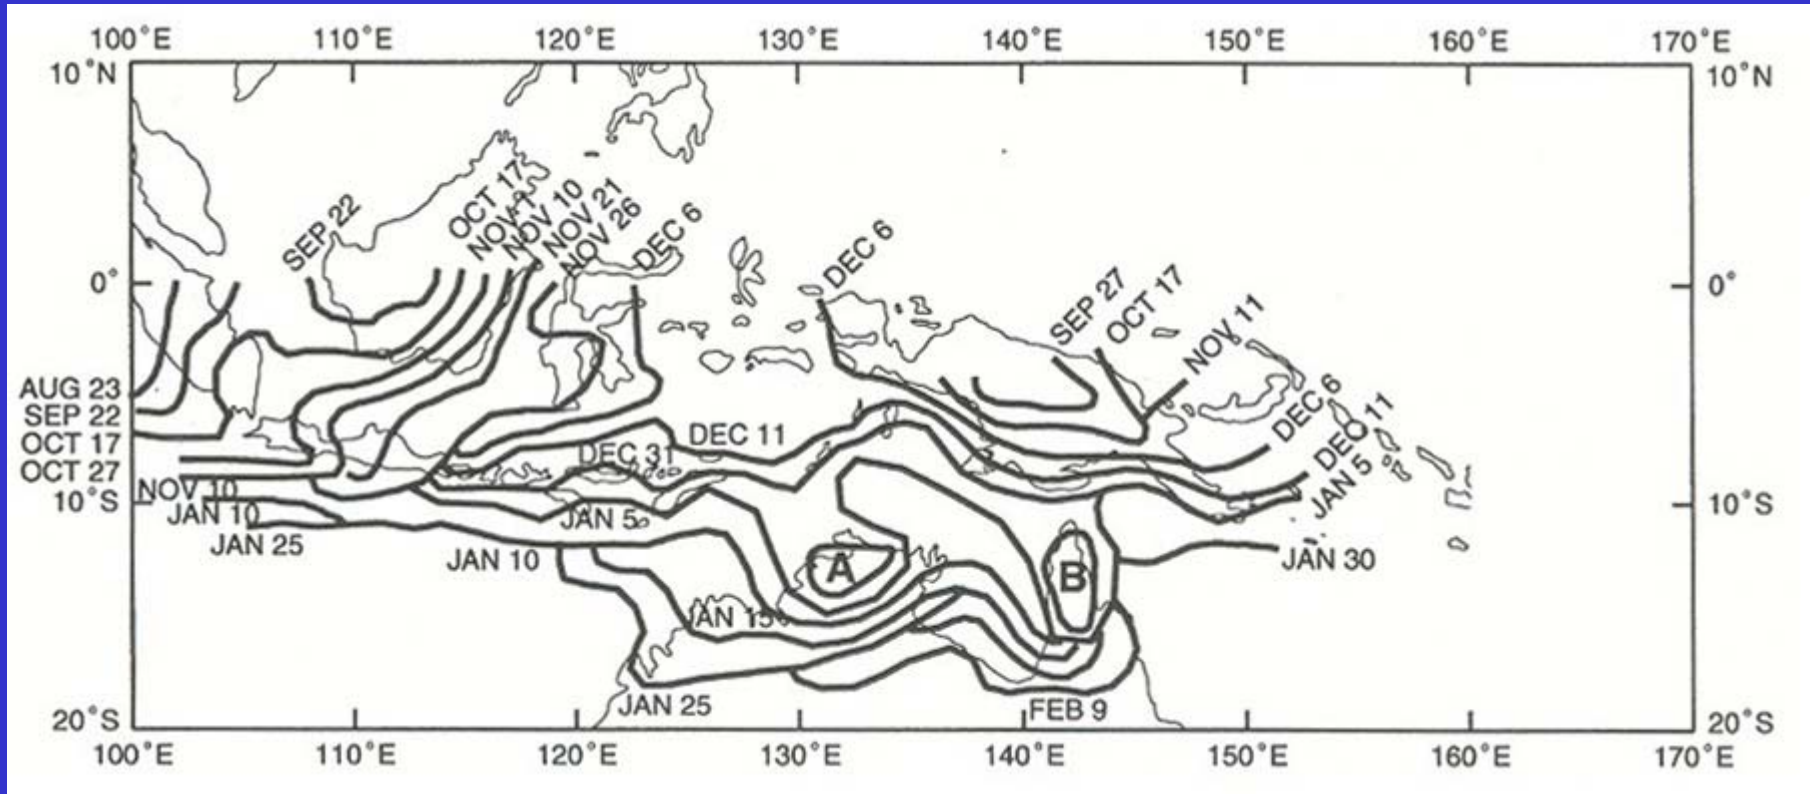 100°E 110°E 120°E 130°E 140°E 150°E 160°E 170°E
10°N 10°N
SEP 22
OCT 17
NOV 1
NOV 10
NOV 21
NOV 26
DEC 6
DEC 6
SEP 27
OCT 17
NOV 11
0° 0°
AUG 23
SEP 22
OCT 17
OCT 27
NOV 10
DEC 11
DEC 31
DEC 6
DEC 11
JAN 5
10°S 10°S
JAN 10
JAN 5
JAN 25
JAN 10
JAN 30
A
B
JAN 15
JAN 25
FEB 9
20°S 20°S
100°E 110°E 120°E 130°E 140°E 150°E 160°E 170°E